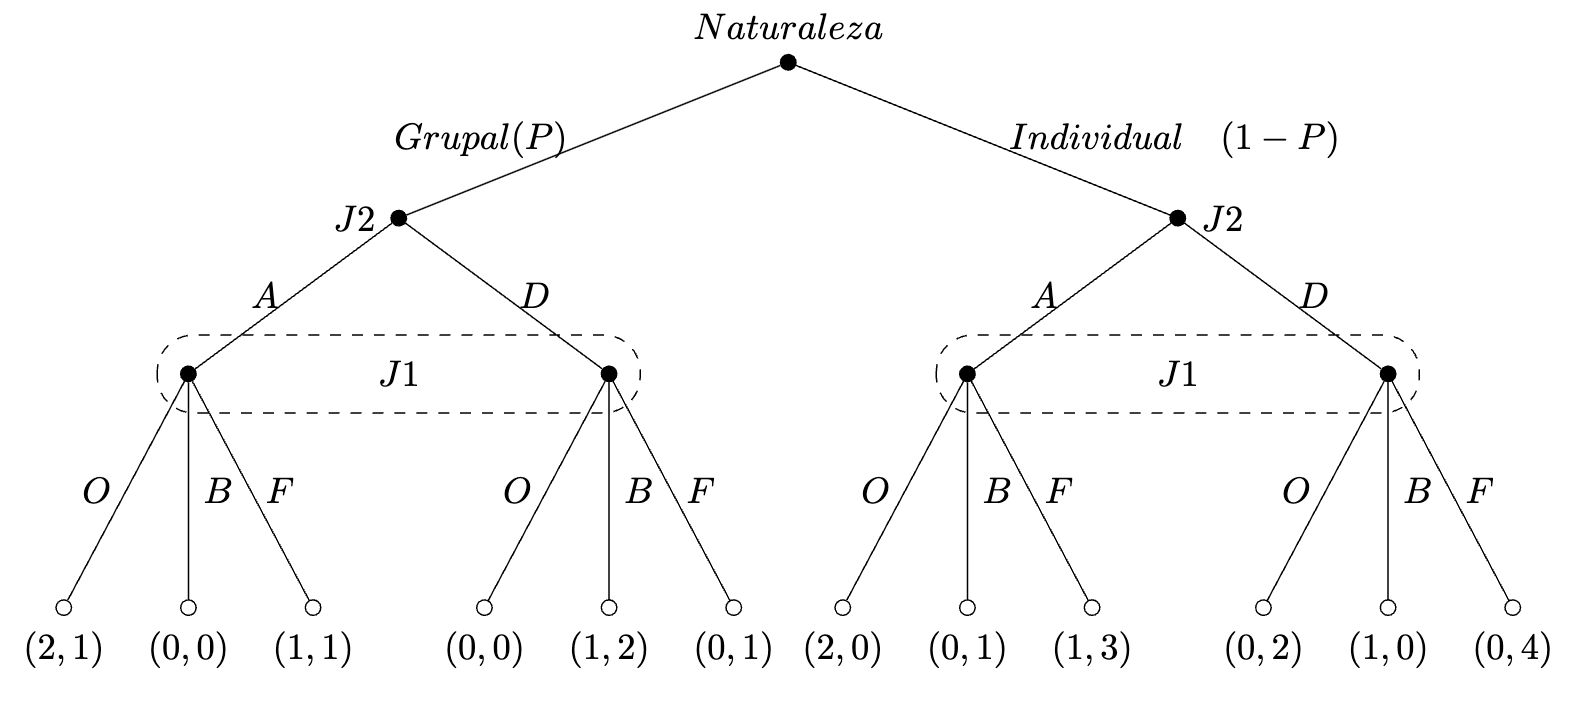 Naturaleza
Grupal(P) Individual (1 − P)
J2 J2
A D A D
J1 J1
O B F O B F O B F O B F
(2, 1) (0, 0) (1, 1) (0, 0) (1, 2) (0, 1) (2, 0) (0, 1) (1, 3) (0, 2) (1, 0) (0, 4)